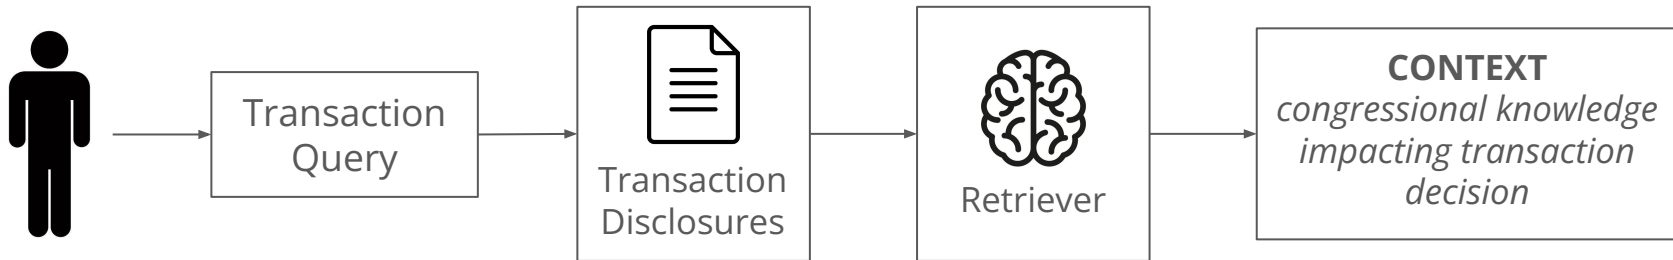 Transaction
Query
Transaction
Disclosures
Retriever
CONTEXT
congressional knowledge
impacting transaction
decision